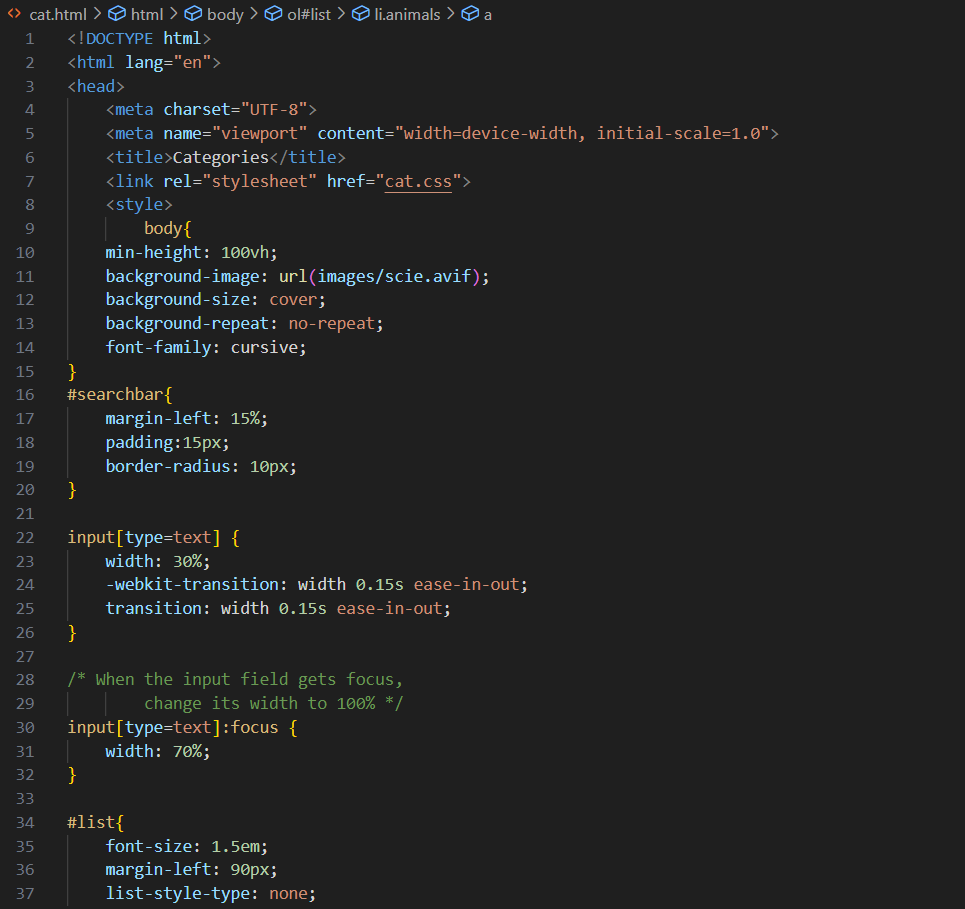 cat.html > html > body > ol#list > li.animals > a
1 <!DOCTYPE html>
2 <html lang="en">
3 <head>
4     <meta charset="UTF-8">
5     <meta name="viewport" content="width=device-width, initial-scale=1.0">
6     <title>Categories</title>
7     <link rel="stylesheet" href="cat.css">
8     <style>
9         body{
10     min-height: 100vh;
11     background-image: url(images/scie.avif);
12     background-size: cover;
13     background-repeat: no-repeat;
14     font-family: cursive;
15 }
16 #searchbar{
17     margin-left: 15%;
18     padding:15px;
19     border-radius: 10px;
20 }
21
22 input[type=text] {
23     width: 30%;
24     -webkit-transition: width 0.15s ease-in-out;
25     transition: width 0.15s ease-in-out;
26 }
27
28 /* When the input field gets focus,
29         change its width to 100% */
30 input[type=text]:focus {
31     width: 70%;
32 }
33
34 #list{
35     font-size: 1.5em;
36     margin-left: 90px;
37     list-style-type: none;